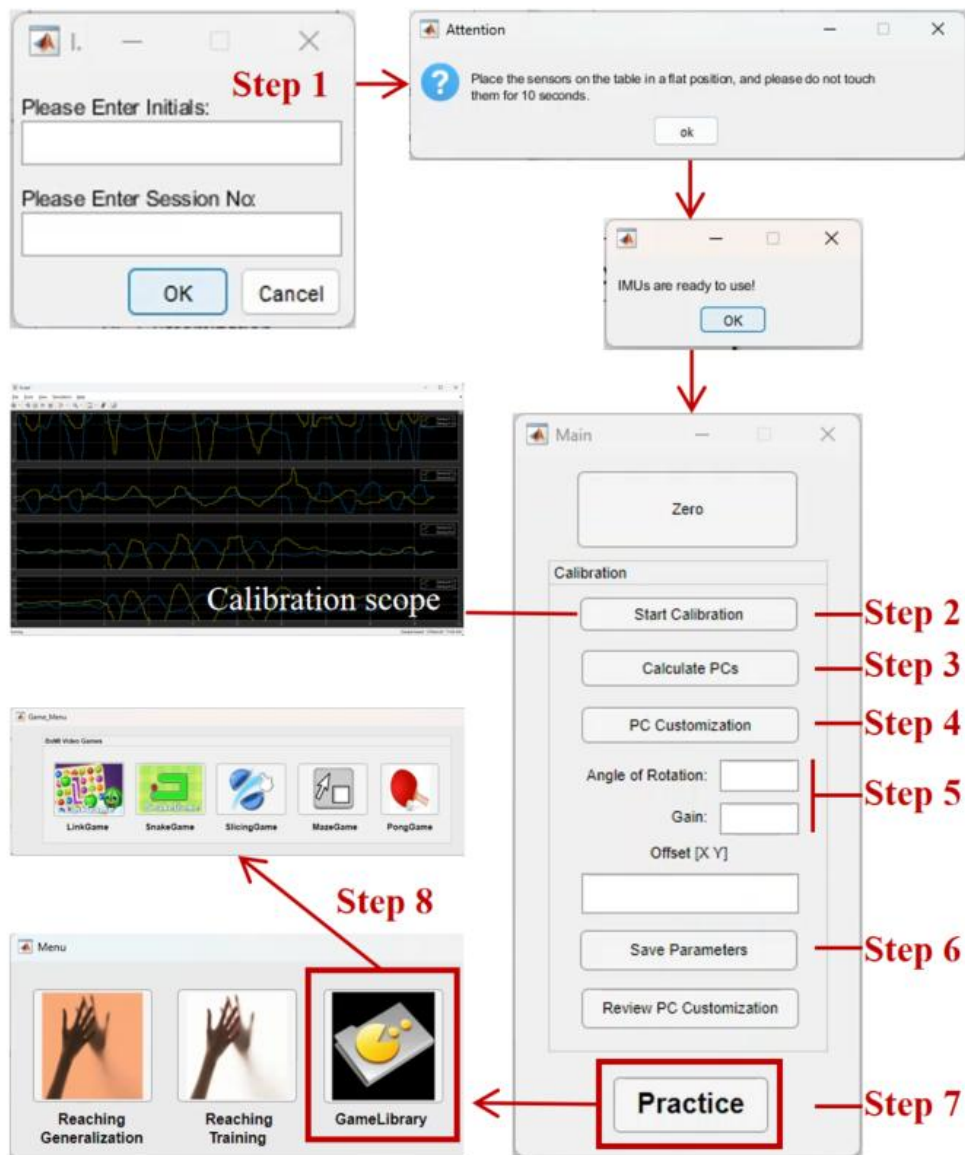 I.
Please Enter Initials:
Please Enter Session No:
OK
Cancel
Step 1
Attention
Place the sensors on the table in a flat position, and please do not touch
them for 10 seconds.
ok
IMUs are ready to use!
OK
Calibration scope
Main
Zero
Calibration
Start Calibration
Step 2
Calculate PCs
Step 3
PC Customization
Step 4
Angle of Rotation:
Gain:
Step 5
Offset [X Y]
Save Parameters
Step 6
Review PC Customization
Practice
Step 7
Game_Menu
BoMI Video Games
LinkGame
SnakeGame
SlicingGame
MazeGame
PongGame
Step 8
Menu
Reaching
Generalization
Reaching
Training
GameLibrary